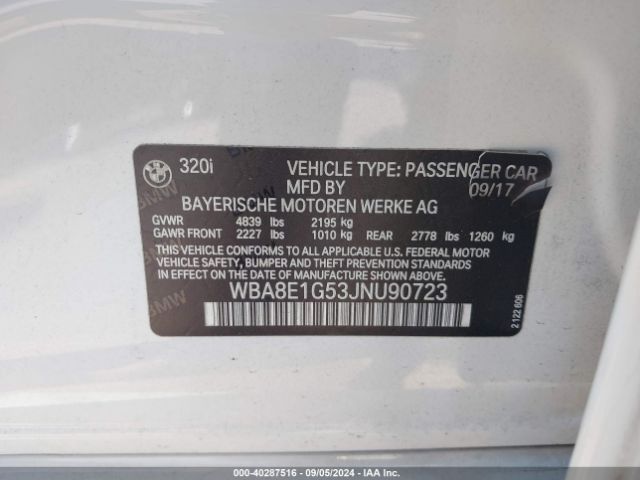 320i VEHICLE TYPE: PASSENGER CAR
MFD BY 09/17
BAYERISCHE MOTOREN WERKE AG
GVWR 4839 lbs 2195 kg
GAWR FRONT 2227 lbs 1010 kg REAR 2778 lbs 1260 kg
THIS VEHICLE CONFORMS TO ALL APPLICABLE U.S. FEDERAL MOTOR
VEHICLE SAFETY, BUMPER AND THEFT PREVENTION STANDARDS
IN EFFECT ON THE DATE OF MANUFACTURE SHOWN ABOVE.
WBA8E1G53JNU90723
2 122 606
BMW
BMW
000-40287516 - 09/05/2024 - IAA Inc.